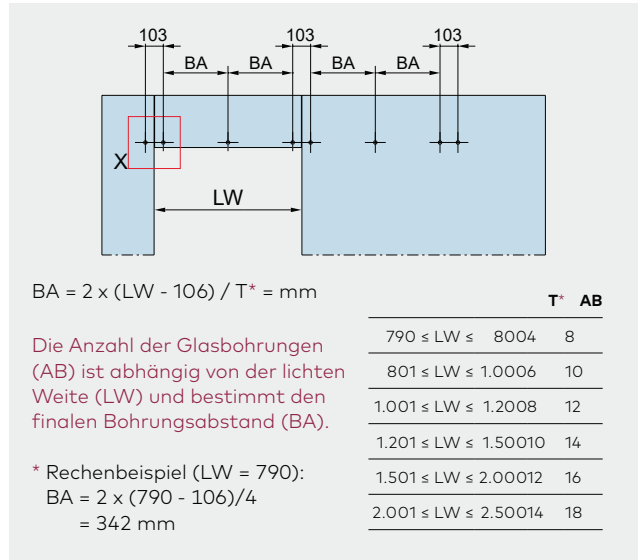 103 103 103
BA BA BA BA
X
LW
BA = 2 x (LW - 106) / T* = mm
Die Anzahl der Glasbohrungen
(AB) ist abhängig von der lichten
Weite (LW) und bestimmt den
finalen Bohrungsabstand (BA).
* Rechenbeispiel (LW = 790):
BA = 2 x (790 - 106)/4
= 342 mm
T* AB
790 ≤ LW ≤ 8004 8
801 ≤ LW ≤ 1.0006 10
1.001 ≤ LW ≤ 1.2008 12
1.201 ≤ LW ≤ 1.50010 14
1.501 ≤ LW ≤ 2.00012 16
2.001 ≤ LW ≤ 2.50014 18